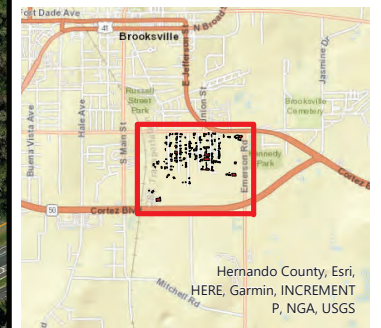 Fort Dade Ave
41
N Broad
Brooksville
E Jefferson St
Jasmine Dr
Russell
Street
Park
Union St
Brooksville
Cemetery
Buena Vista Ave
Hale Ave
S Main St
Emerson Rd
Kennedy
Park
50
Cortez Blvd
Cortez B
Mitchell Rd
Hernando County, Esri,
HERE, Garmin, INCREMENT
P, NGA, USGS